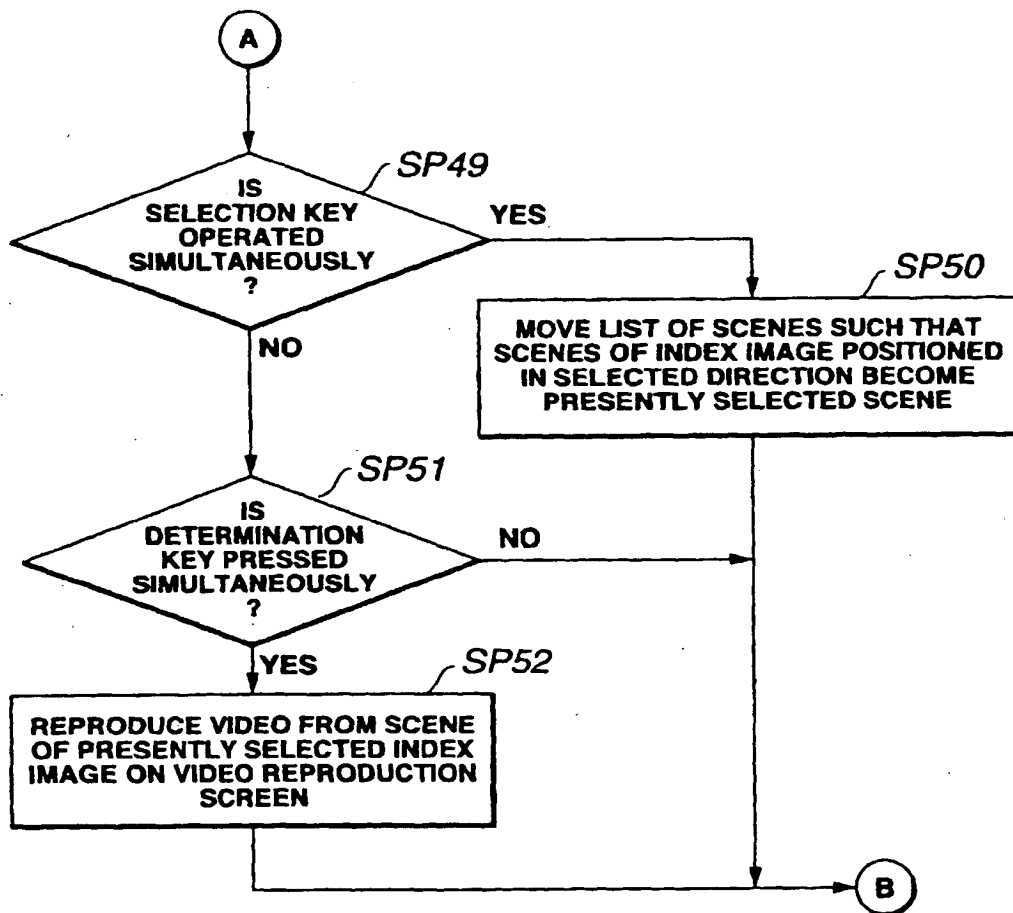 A
SP49
IS
SELECTION KEY
OPERATED
SIMULTANEOUSLY
?
YES
NO
SP50
MOVE LIST OF SCENES SUCH THAT
SCENES OF INDEX IMAGE POSITIONED
IN SELECTED DIRECTION BECOME
PRESENTLY SELECTED SCENE
SP51
IS
DETERMINATION
KEY PRESSED
SIMULTANEOUSLY
?
NO
YES
SP52
REPRODUCE VIDEO FROM SCENE
OF PRESENTLY SELECTED INDEX
IMAGE ON VIDEO REPRODUCTION
SCREEN
B